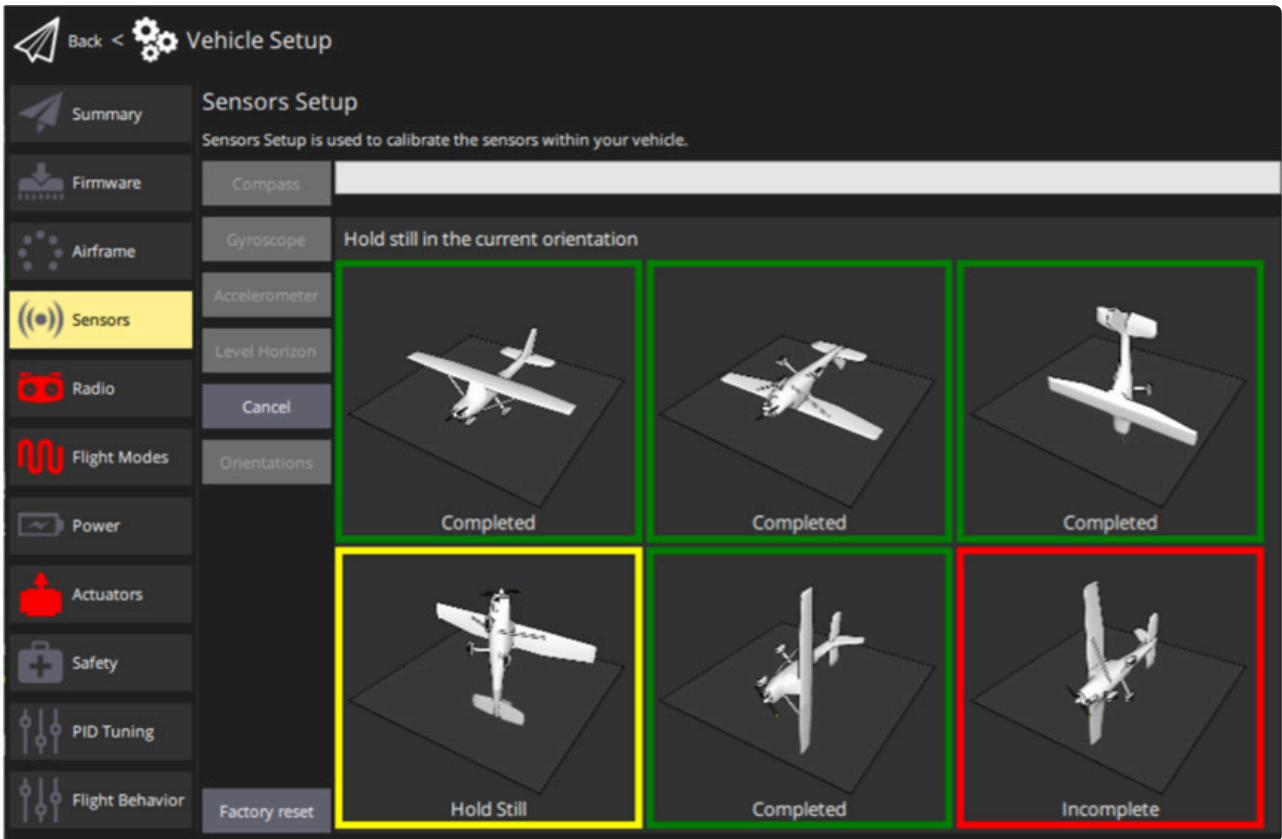 Back < Vehicle Setup
Summary
Firmware
Airframe
Sensors
Radio
Flight Modes
Power
Actuators
Safety
PID Tuning
Flight Behavior
Sensors Setup
Sensors Setup is used to calibrate the sensors within your vehicle.
Compass
Gyroscope
Accelerometer
Level Horizon
Cancel
Orientations
Factory reset
Hold still in the current orientation
Completed
Completed
Completed
Hold Still
Completed
Incomplete